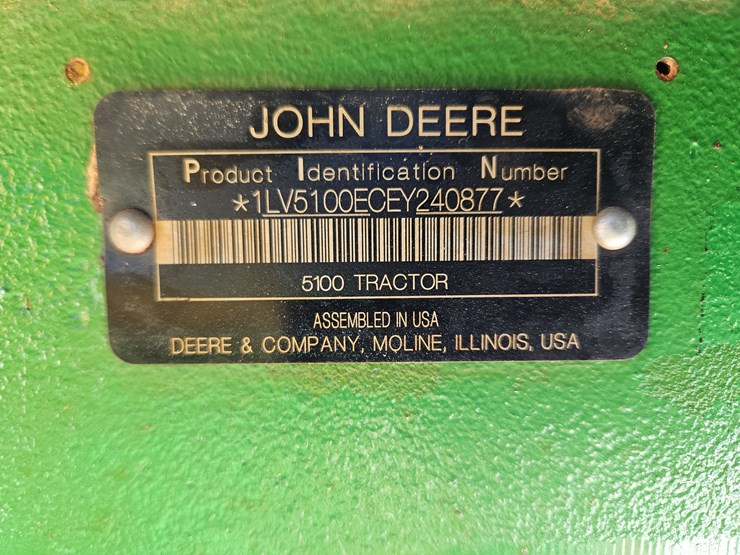 JOHN DEERE
Product Identification Number
*1LV5100ECEY240877*
5100 TRACTOR
ASSEMBLED IN USA
DEERE & COMPANY, MOLINE, ILLINOIS, USA